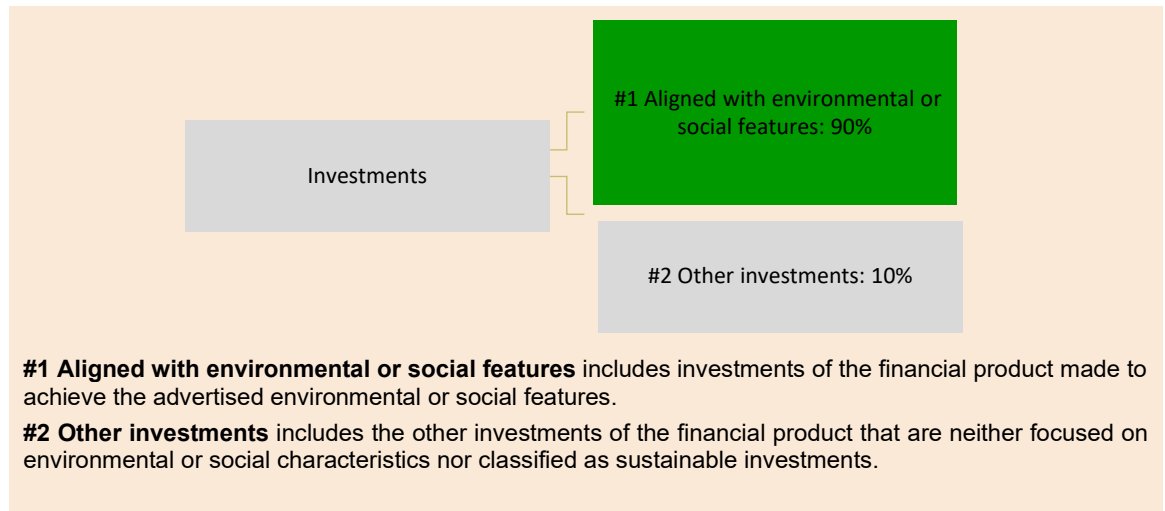 #1 Aligned with environmental or
social features: 90%
Investments
#2 Other investments: 10%
#1 Aligned with environmental or social features includes investments of the financial product made to
achieve the advertised environmental or social features.
#2 Other investments includes the other investments of the financial product that are neither focused on
environmental or social characteristics nor classified as sustainable investments.